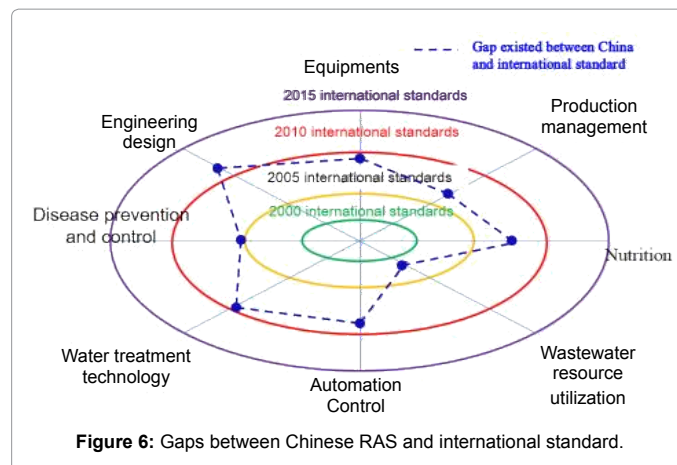 Gap existed between China
and international standard
Equipments
2015 international standards
Production
management
Engineering
design
2010 international standards
2005 international standards
Disease prevention
and control
2000 international standards
Nutrition
Water treatment
technology
Automation
Control
Wastewater
resource
utilization
Figure 6: Gaps between Chinese RAS and international standard.